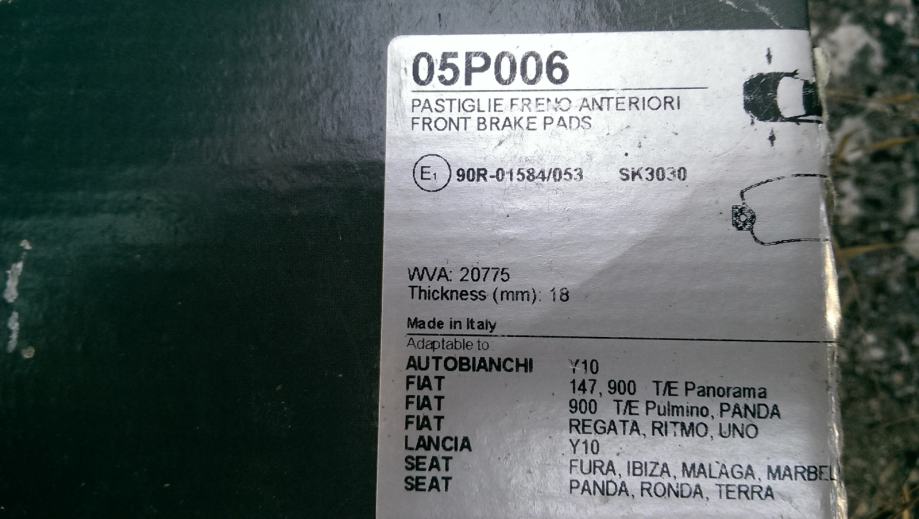 05P006
PASTIGLIE FRENO ANTERIORI
FRONT BRAKE PADS
E1 90R-01584/053 SK3030
WVA: 20775
Thickness (mm): 18
Made in Italy
Adaptable to
AUTOBIANCHI Y10
FIAT 147, 900 T/E Panorama
FIAT 900 T/E Pulmino, PANDA
FIAT REGATA, RITMO, UNO
LANCIA Y10
SEAT FURA, IBIZA, MALAGA, MARBEL
SEAT PANDA, RONDA, TERRA